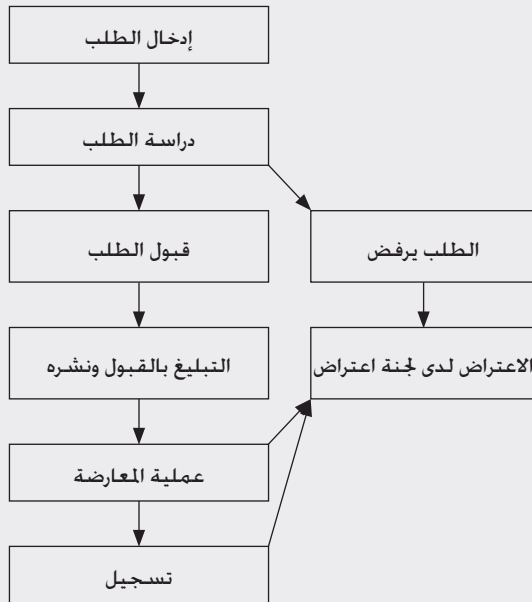 إدخال الطلب
دراسة الطلب
قبول الطلب
الطلب يرفض
التبليغ بالقبول ونشره
الاعتراض لدى لجنة اعتراض
عملية المعارضة
تسجيل